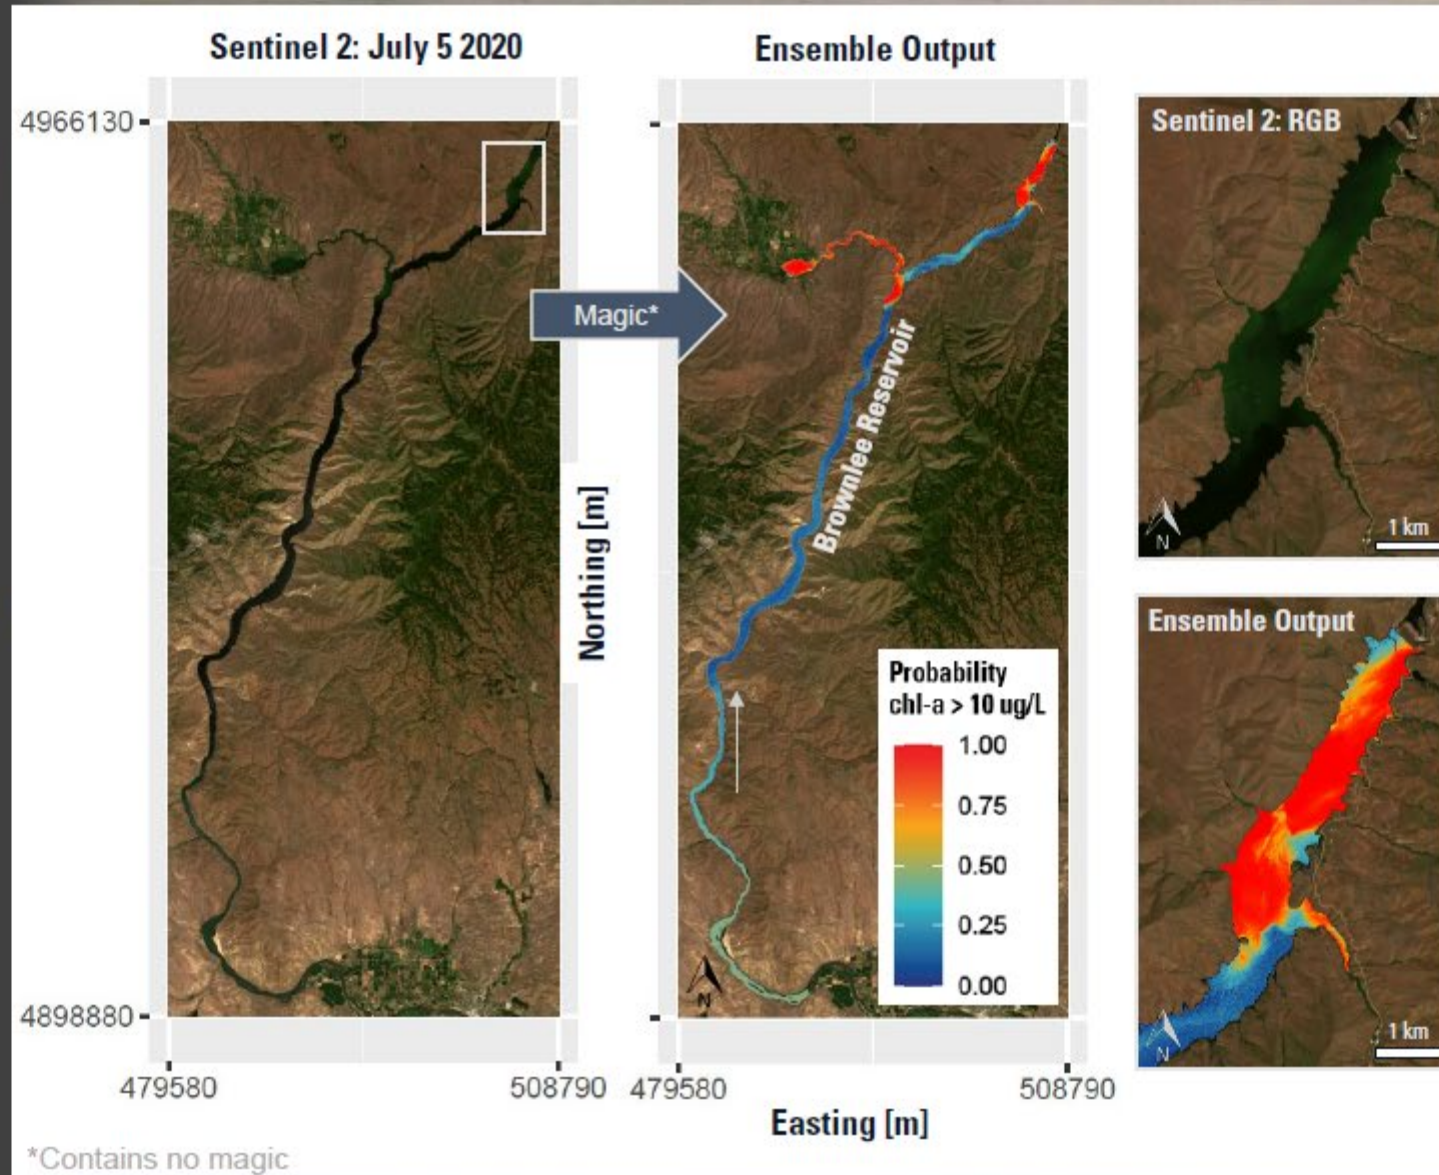 Sentinel 2: July 5 2020
Ensemble Output
4966130
4898880
479580
508790
Northing [m]
Magic*
Brownlee Reservoir
Probability
chl-a > 10 ug/L
1.00
0.75
0.50
0.25
0.00
N
479580
508790
Easting [m]
Sentinel 2: RGB
N
1 km
Ensemble Output
N
1 km
*Contains no magic